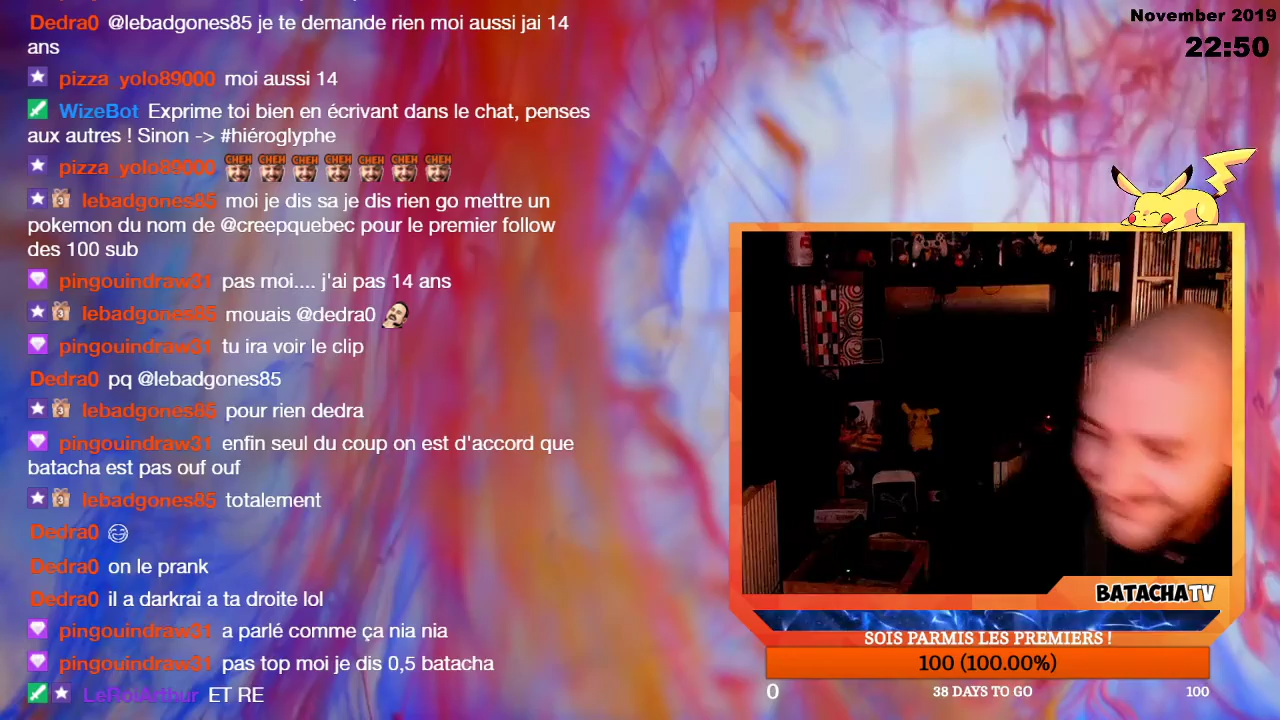 Dedra0 @lebadgones85 je te demande rien moi aussi jai 14
ans
pizza_yolo89000 moi aussi 14
WizeBot Exprime toi bien en écrivant dans le chat, penses
aux autres ! Sinon -> #hiéroglyphe
pizza_yolo89000 CHEH CHEH CHEH CHEH CHEH CHEH CHEH
lebadgones85 moi je dis sa je dis rien go mettre un
pokemon du nom de @creepquebec pour le premier follow
des 100 sub
pingouindraw31 pas moi.... j'ai pas 14 ans
lebadgones85 mouais @dedra0
pingouindraw31 tu ira voir le clip
Dedra0 pq @lebadgones85
lebadgones85 pour rien dedra
pingouindraw31 enfin seul du coup on est d'accord que
batacha est pas ouf ouf
lebadgones85 totalement
Dedra0 😅
Dedra0 on le prank
Dedra0 il a darkrai a ta droite lol
pingouindraw31 a parlé comme ça nia nia
pingouindraw31 pas top moi je dis 0,5 batacha
LeRoiArthur ET RE
November 2019
22:50
BATACHATV
SOIS PARMIS LES PREMIERS !
100 (100.00%)
0 38 DAYS TO GO 100